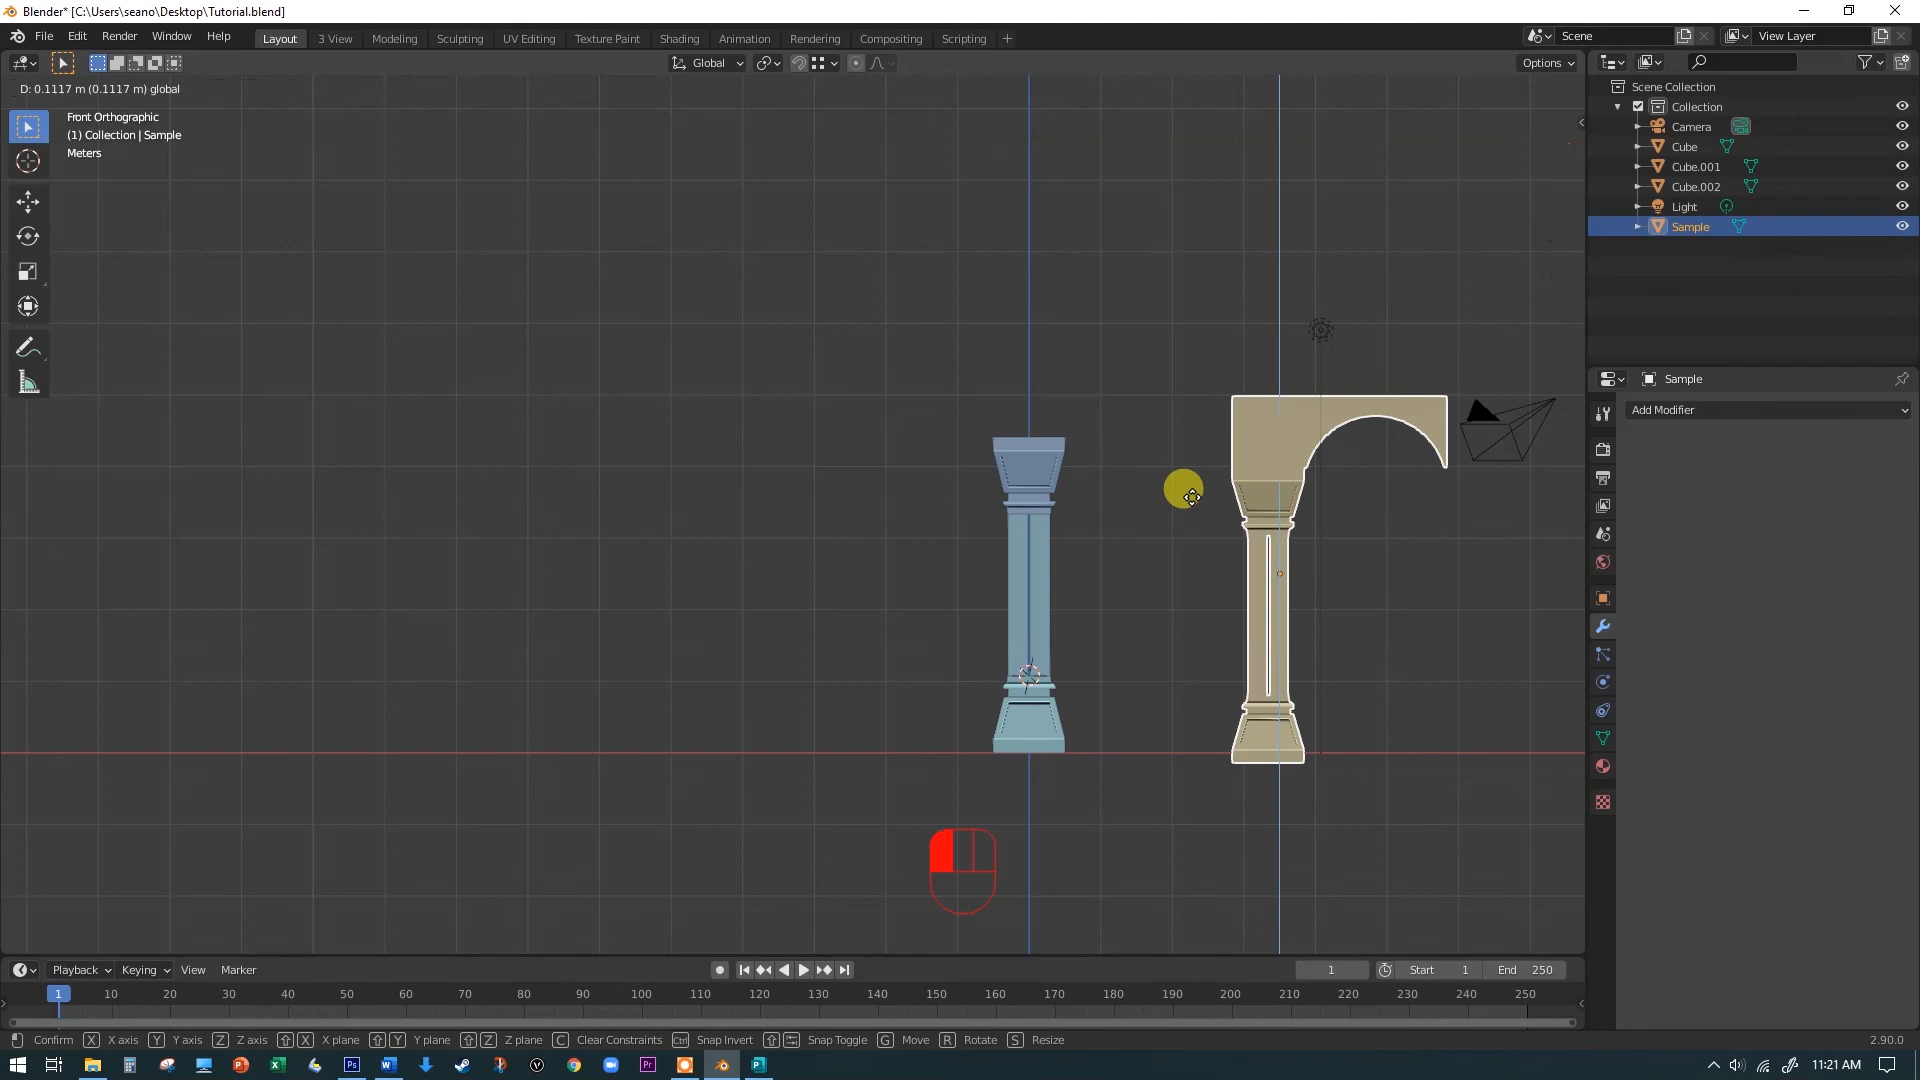 Blender* [C:\Users\seano\Desktop\Tutorial.blend]
File Edit Render Window Help Layout 3 View Modeling Sculpting UV Editing Texture Paint Shading Animation Rendering Compositing Scripting + Scene View Layer
Global Options
D: 0.1117 m (0.1117 m) global
Front Orthographic
(1) Collection | Sample
Meters
Scene Collection
Collection
Camera
Cube
Cube.001
Cube.002
Light
Sample
Sample
Add Modifier
Playback Keying View Marker 1 Start 1 End 250
1 10 20 30 40 50 60 70 80 90 100 110 120 130 140 150 160 170 180 190 200 210 220 230 240 250
Confirm X X axis Y Y axis Z Z axis X X plane Y Y plane Z Z plane C Clear Constraints Ctrl Snap Invert Snap Toggle G Move R Rotate S Resize 2.90.0
11:21 AM